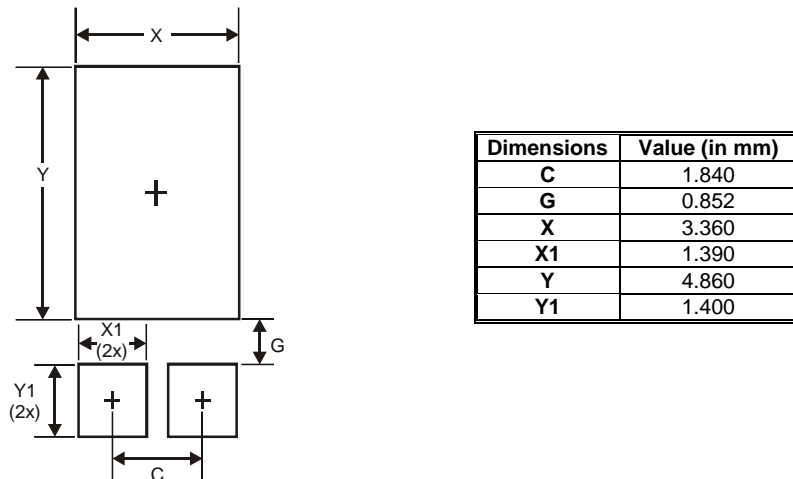 X
Y
X1
(2x)
G
Y1
(2x)
C
Dimensions Value (in mm)
C 1.840
G 0.852
X 3.360
X1 1.390
Y 4.860
Y1 1.400